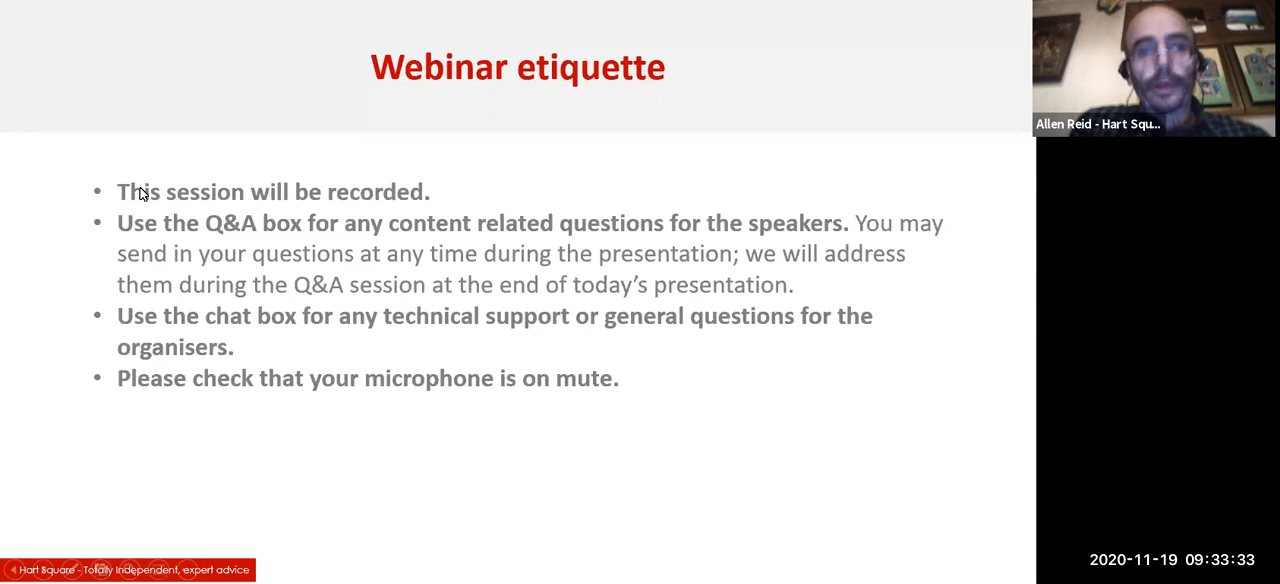 Webinar etiquette
Allen Reid - Hart Squ...
• This session will be recorded.
• Use the Q&A box for any content related questions for the speakers. You may
send in your questions at any time during the presentation; we will address
them during the Q&A session at the end of today’s presentation.
• Use the chat box for any technical support or general questions for the
organisers.
• Please check that your microphone is on mute.
Hart Square - Totally Independent, expert advice
2020-11-19 09:33:33